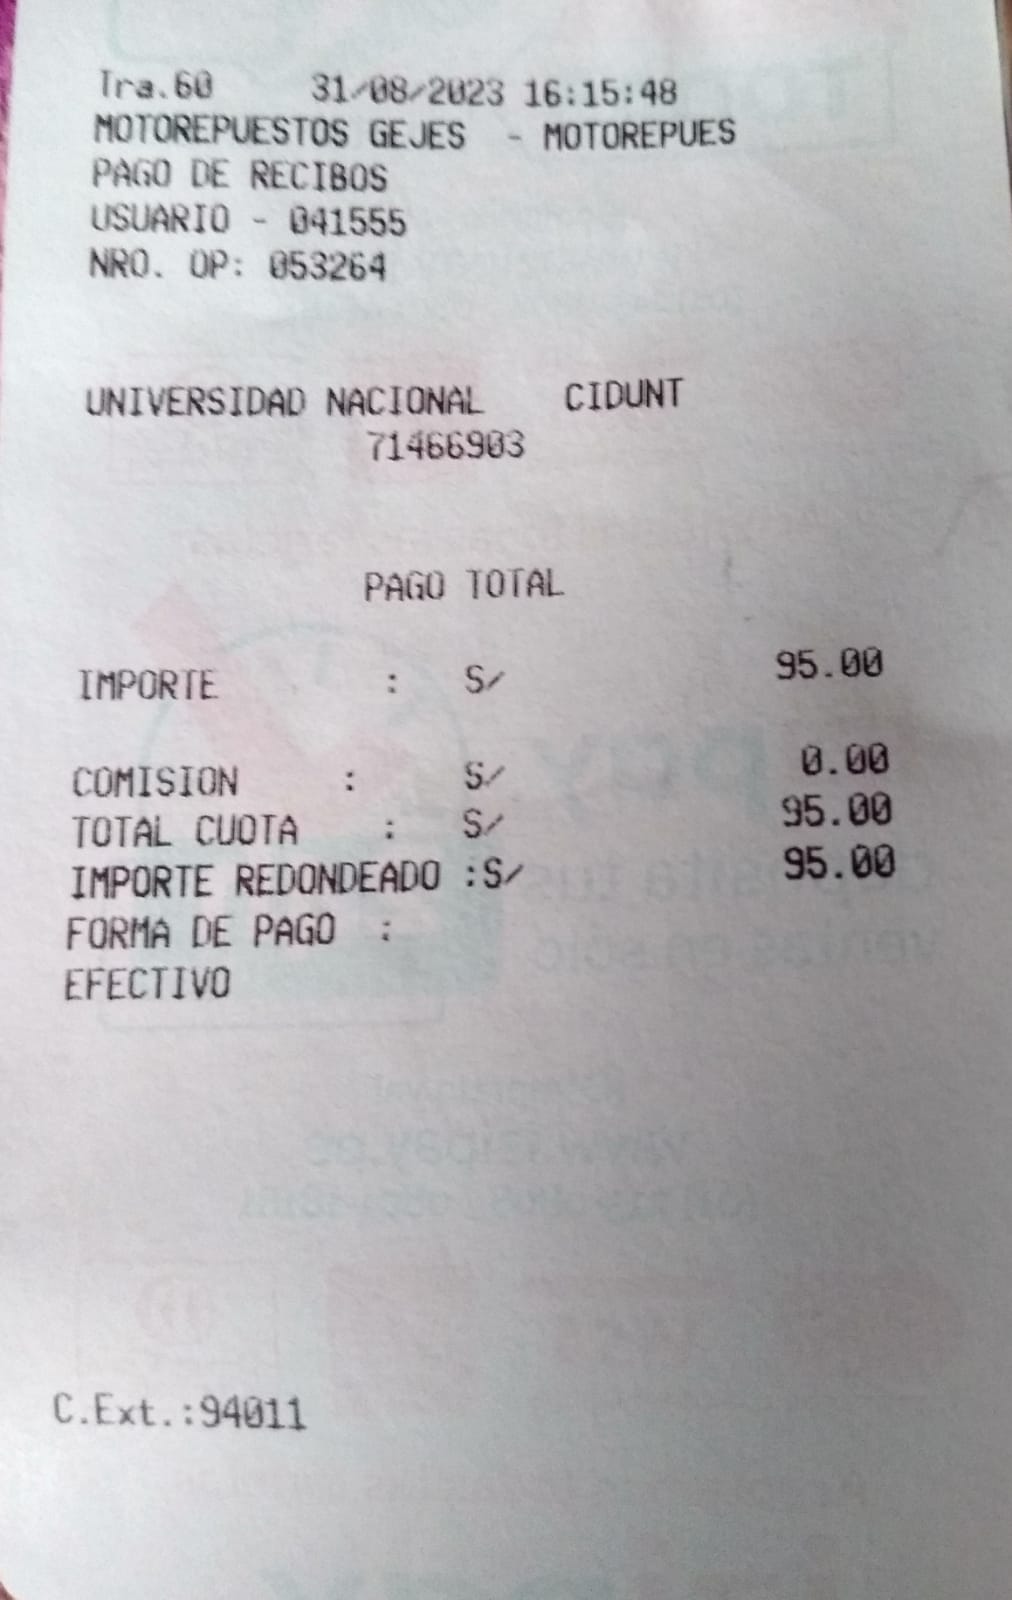 Tra.60 31/08/2023 16:15:48
MOTOREPUESTOS GEJES - MOTOREPUES
PAGO DE RECIBOS
USUARIO - 041555
NRO. OP: 053264
UNIVERSIDAD NACIONAL CIDUNT
71466903
PAGO TOTAL
IMPORTE : S/ 95.00
COMISION : S/ 0.00
TOTAL CUOTA : S/ 95.00
IMPORTE REDONDEADO :S/ 95.00
FORMA DE PAGO :
EFECTIVO
C.Ext.:94011